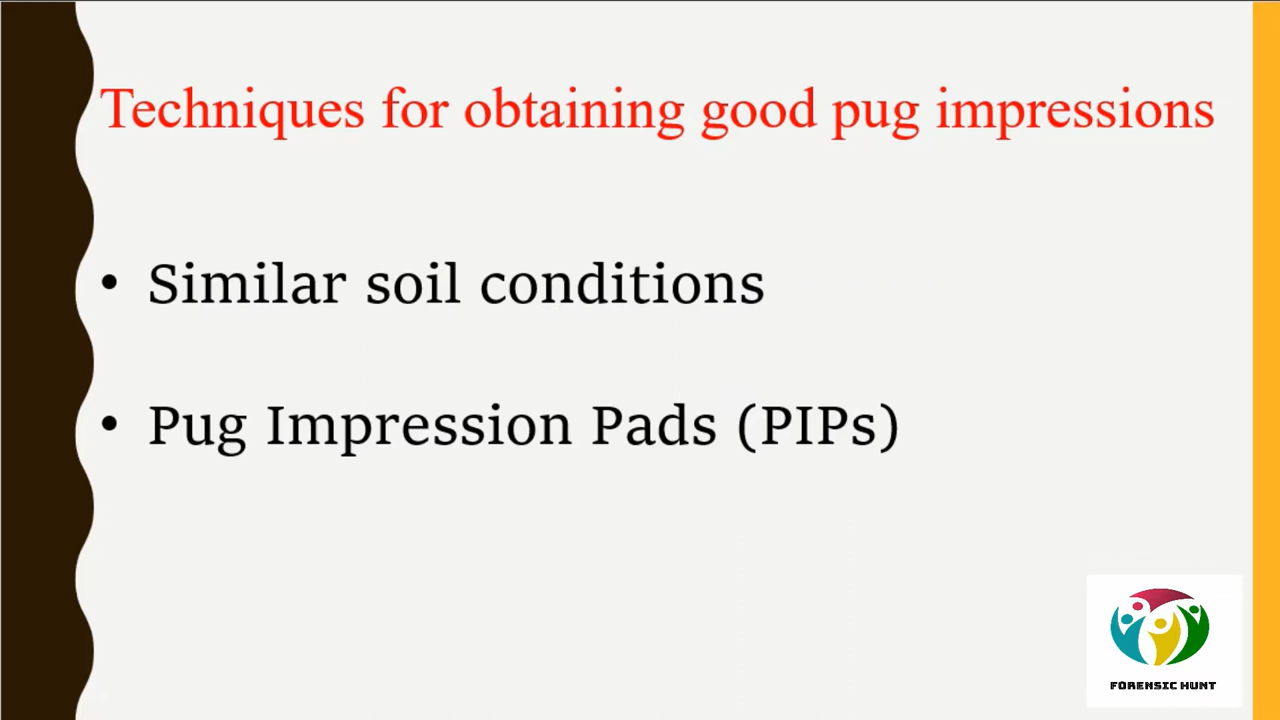 Techniques for obtaining good pug impressions
• Similar soil conditions
• Pug Impression Pads (PIPs)
FORENSIC HUNT